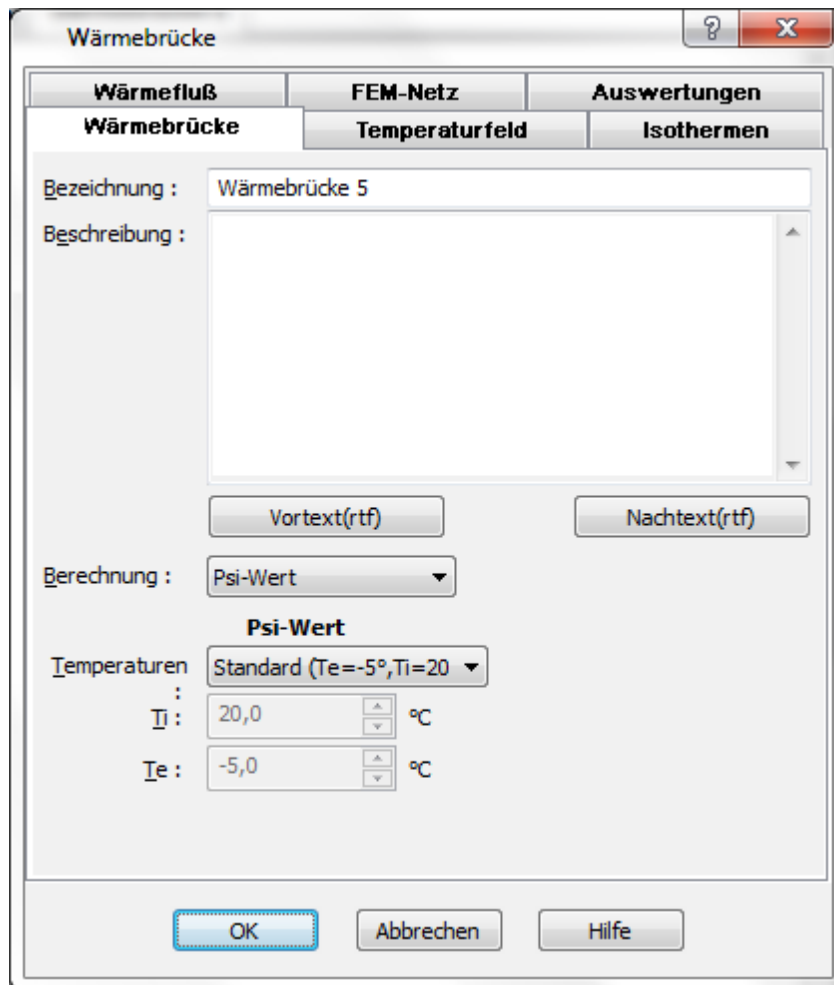 Wärmebrücke
Wärmefluß FEM-Netz Auswertungen
Wärmebrücke Temperaturfeld Isothermen
Bezeichnung : Wärmebrücke 5
Beschreibung :
Vortext(rtf) Nachtext(rtf)
Berechnung : Psi-Wert
Psi-Wert
Temperaturen Standard (Te=-5°,Ti=20
:
Ti : 20,0 °C
Te : -5,0 °C
OK Abbrechen Hilfe